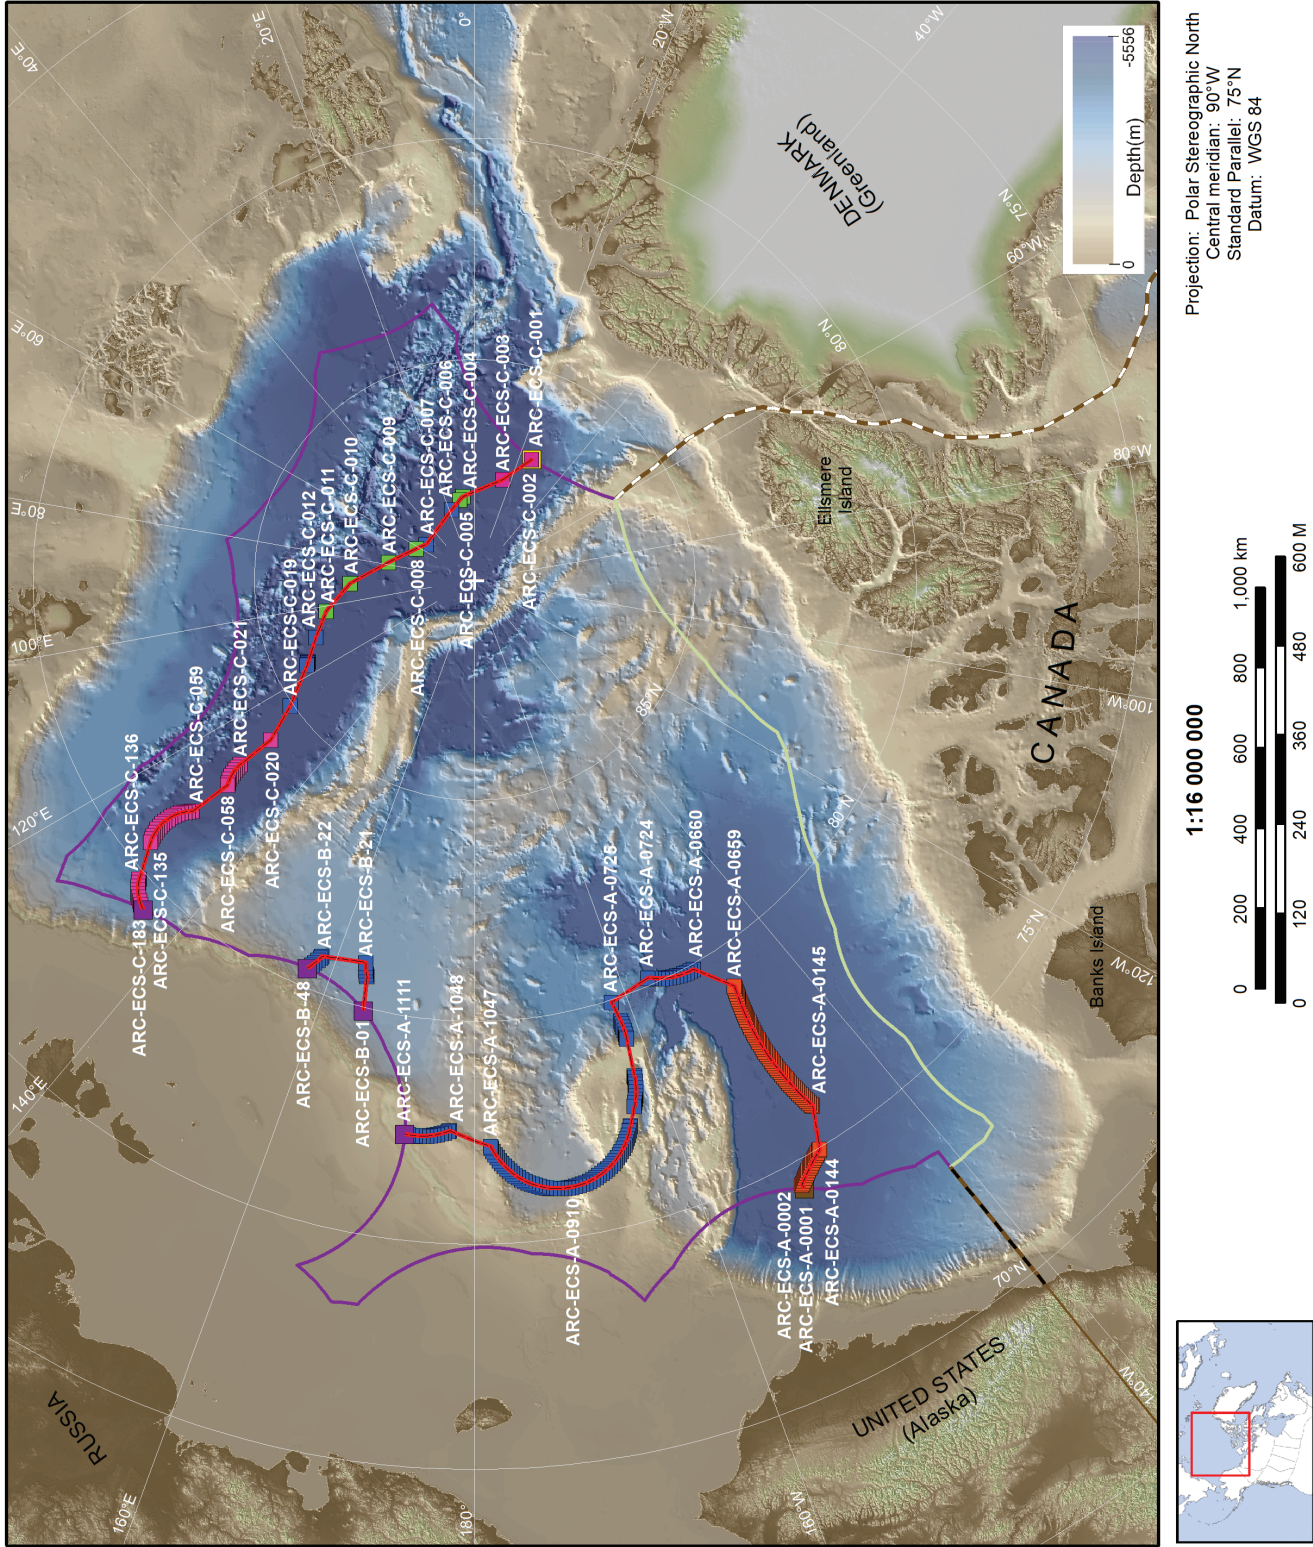 40°E
20°E
0°
20°W
40°W
60°E
80°E
100°E
120°E
140°E
160°E
180°
160°W
140°W
120°W
100°W
80°W
60°W
75°N
80°N
85°N
80°N
75°N
70°N
RUSSIA
UNITED STATES
(Alaska)
CANADA
DENMARK
(Greenland)
Ellsmere
Island
Banks Island
ARC-ECS-C-001
ARC-ECS-C-002
ARC-ECS-C-003
ARC-ECS-C-004
ARC-ECS-C-005
ARC-ECS-C-006
ARC-ECS-C-007
ARC-ECS-C-008
ARC-ECS-C-009
ARC-ECS-C-010
ARC-ECS-C-011
ARC-ECS-C-012
ARC-ECS-C-019
ARC-ECS-C-020
ARC-ECS-C-021
ARC-ECS-C-058
ARC-ECS-C-059
ARC-ECS-C-135
ARC-ECS-C-136
ARC-ECS-C-183
ARC-ECS-B-48
ARC-ECS-B-22
ARC-ECS-B-21
ARC-ECS-B-01
ARC-ECS-A-1111
ARC-ECS-A-1048
ARC-ECS-A-1047
ARC-ECS-A-0910
ARC-ECS-A-0725
ARC-ECS-A-0724
ARC-ECS-A-0660
ARC-ECS-A-0659
ARC-ECS-A-0145
ARC-ECS-A-0144
ARC-ECS-A-0002
ARC-ECS-A-0001
0
-5556
Depth(m)
1:16 000 000
0 200 400 600 800 1,000 km
0 120 240 360 480 600 M
Projection: Polar Stereographic North
Central meridian: 90°W
Standard Parallel: 75°N
Datum: WGS 84